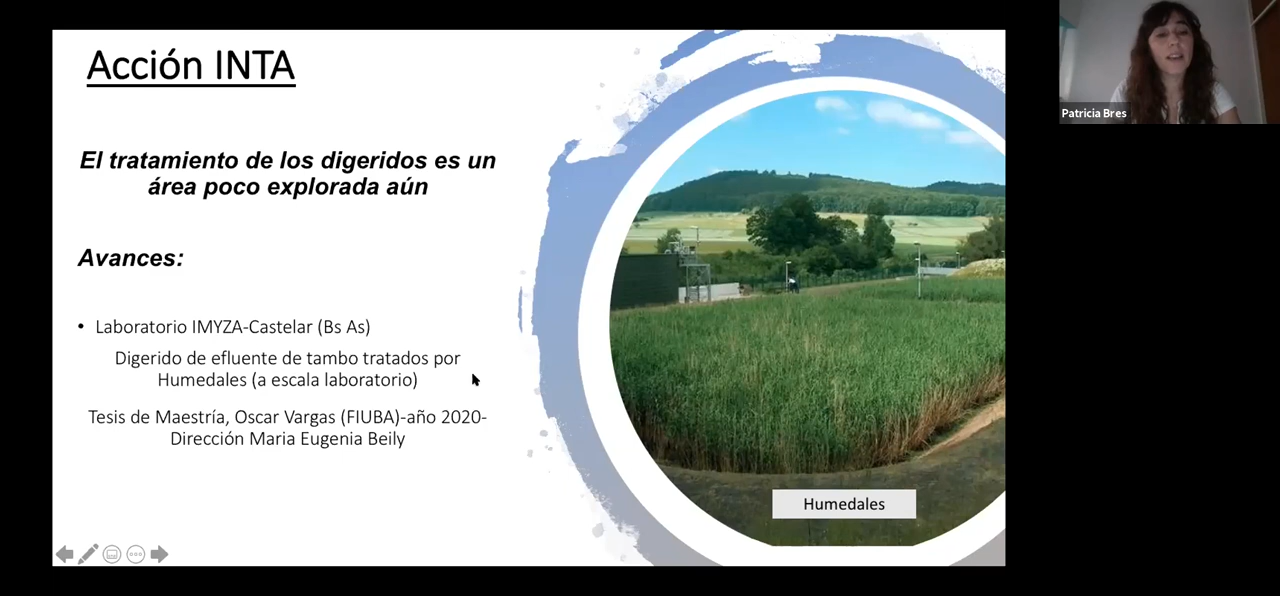 Acción INTA
El tratamiento de los digeridos es un
área poco explorada aún
Avances:
• Laboratorio IMYZA-Castelar (Bs As)
Digerido de efluente de tambo tratados por
Humedales (a escala laboratorio)
Tesis de Maestría, Oscar Vargas (FIUBA)-año 2020-
Dirección Maria Eugenia Beily
Humedales
Patricia Bres